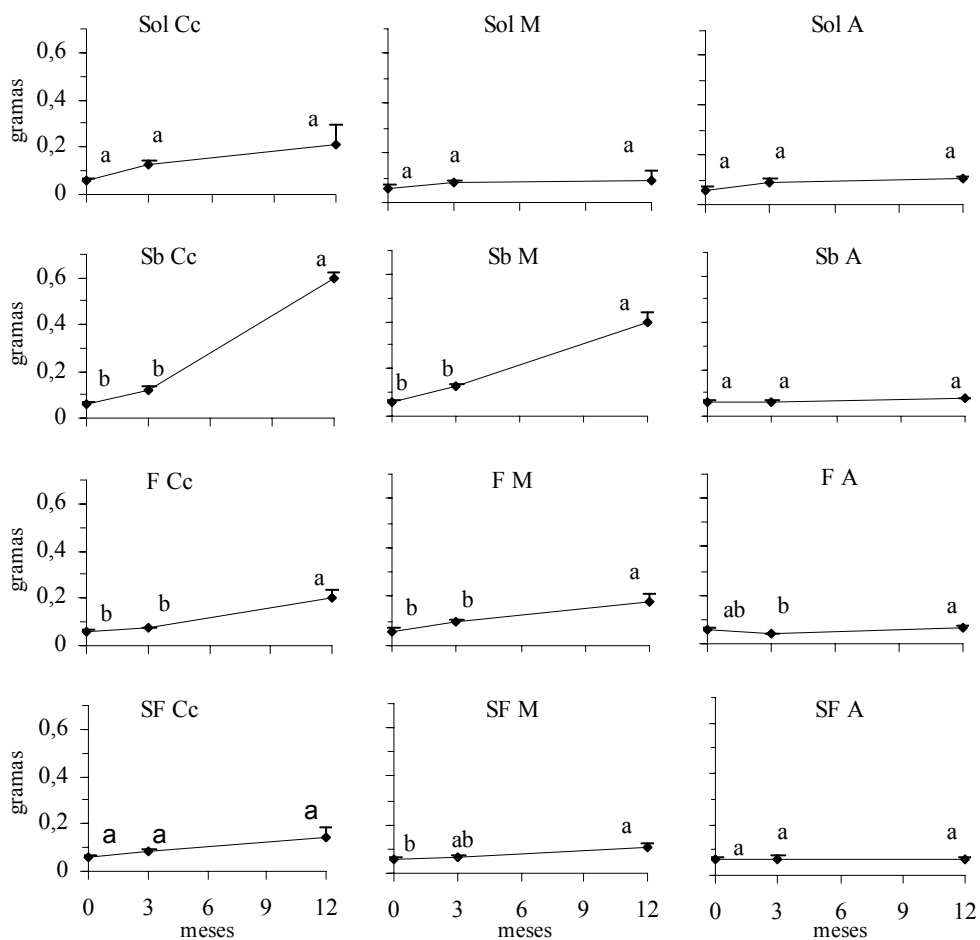 Sol Cc Sol M Sol A
gramas
0,6
0,4
0,2
0
a a a
a a a
a a a
Sb Cc Sb M Sb A
gramas
0,6
0,4
0,2
0
b b a
b b a
a a a
F Cc F M F A
gramas
0,6
0,4
0,2
0
b b a
b b a
ab b a
SF Cc SF M SF A
gramas
0,6
0,4
0,2
0
a a a
b ab a
a a a
0 3 6 9 12 0 3 6 9 12 0 3 6 9 12
meses meses meses